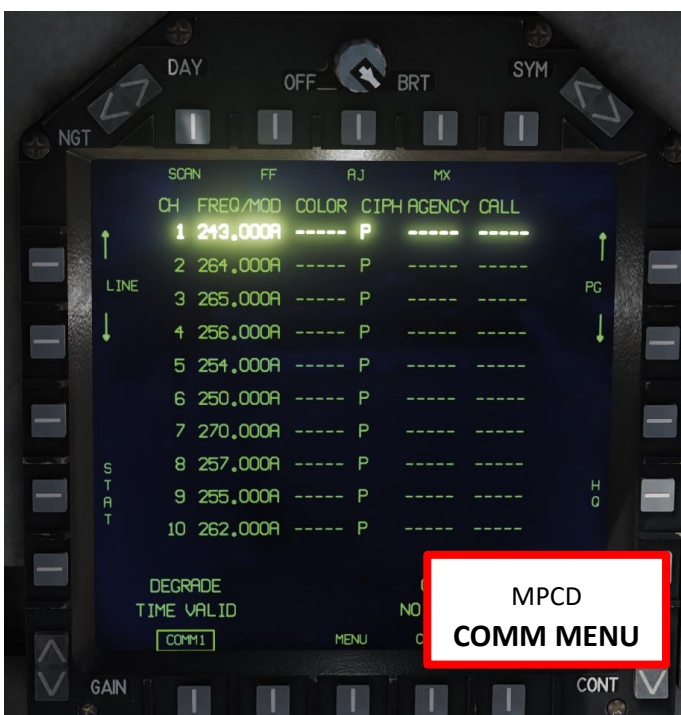 DAY OFF BRT SYM
NGT
SCAN FF AJ MX
CH FREQ/MOD COLOR CIPH AGENCY CALL
1 243.000A ----- P ----- -----
2 264.000A ----- P ----- -----
LINE PG
3 265.000A ----- P ----- -----
4 256.000A ----- P ----- -----
5 254.000A ----- P ----- -----
6 250.000A ----- P ----- -----
7 270.000A ----- P ----- -----
8 257.000A ----- P ----- -----
STAT HQ
9 255.000A ----- P ----- -----
10 262.000A ----- P ----- -----
DEGRADE
TIME VALID NO
COMM1 MENU
MPCD
COMM MENU
GAIN CONT